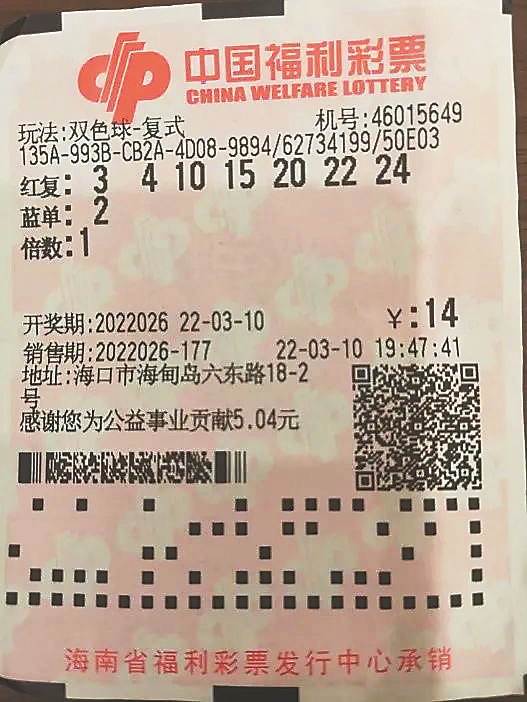 中国福利彩票
CHINA WELFARE LOTTERY
玩法:双色球-复式 机号:46015649
135A-993B-CB2A-4D08-9894/62734199/50E03
红复: 3 4 10 15 20 22 24
蓝单: 2
倍数:1
开奖期:2022026 22-03-10 ¥:14
销售期:2022026-177 22-03-10 19:47:41
地址:海口市海甸岛六东路18-2
号
感谢您为公益事业贡献5.04元
海南省福利彩票发行中心承销